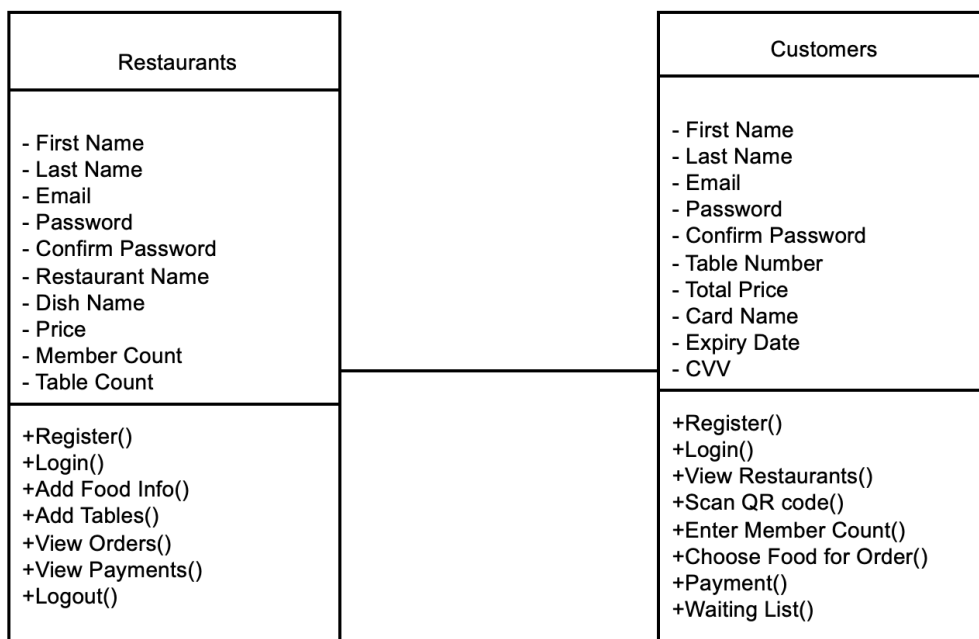 Restaurants
- First Name
- Last Name
- Email
- Password
- Confirm Password
- Restaurant Name
- Dish Name
- Price
- Member Count
- Table Count
+Register()
+Login()
+Add Food Info()
+Add Tables()
+View Orders()
+View Payments()
+Logout()
Customers
- First Name
- Last Name
- Email
- Password
- Confirm Password
- Table Number
- Total Price
- Card Name
- Expiry Date
- CVV
+Register()
+Login()
+View Restaurants()
+Scan QR code()
+Enter Member Count()
+Choose Food for Order()
+Payment()
+Waiting List()